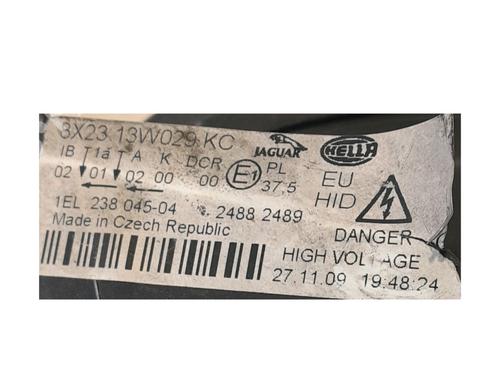 3X23 13W029 KC
JAGUAR
HELLA
IB 1a A K DCR
02 01 02 00 00
E1
PL
37,5
EU
HID
1EL 238 045-04
2488 2489
Made in Czech Republic
DANGER
HIGH VOLTAGE
27.11.09 19:48:24